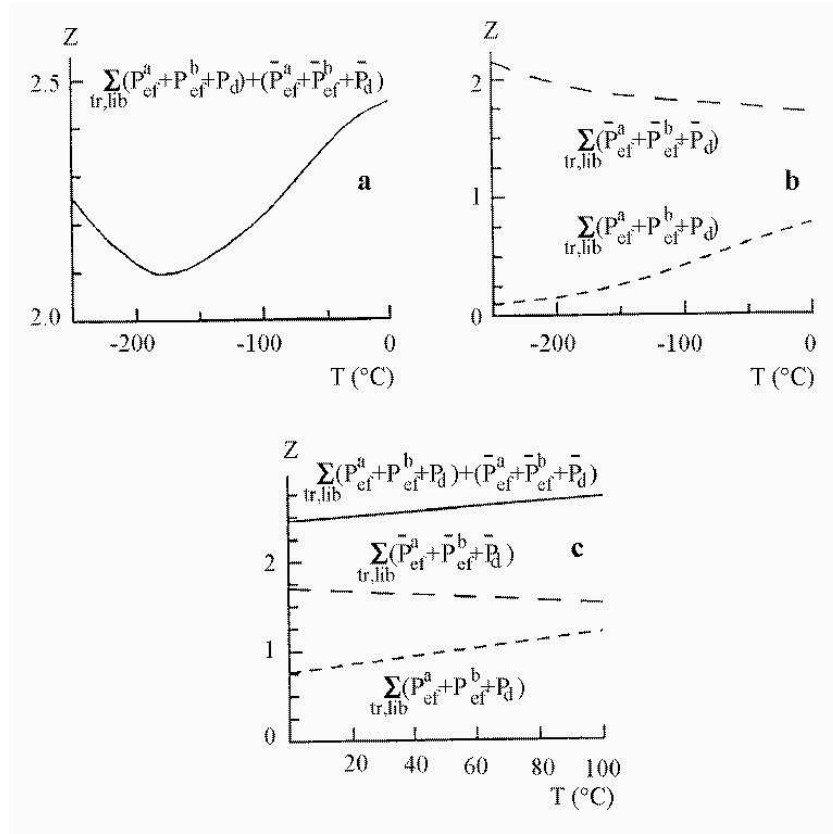 Z
2.5
Σ(P^a_ef+P^b_ef+P_d)+(P̄^a_ef+P̄^b_ef+P̄_d)
tr,lib
a
2.0
-200 -100 0
T (°C)
Z
2
Σ(P̄^a_ef+P̄^b_ef+P̄_d)
tr,lib
b
1
Σ(P^a_ef+P^b_ef+P_d)
tr,lib
0
-200 -100 0
T (°C)
Z
Σ(P^a_ef+P^b_ef+P_d)+(P̄^a_ef+P̄^b_ef+P̄_d)
tr,lib
c
2
Σ(P̄^a_ef+P̄^b_ef+P̄_d)
tr,lib
1
Σ(P^a_ef+P^b_ef+P_d)
tr,lib
0
20 40 60 80 100
T (°C)